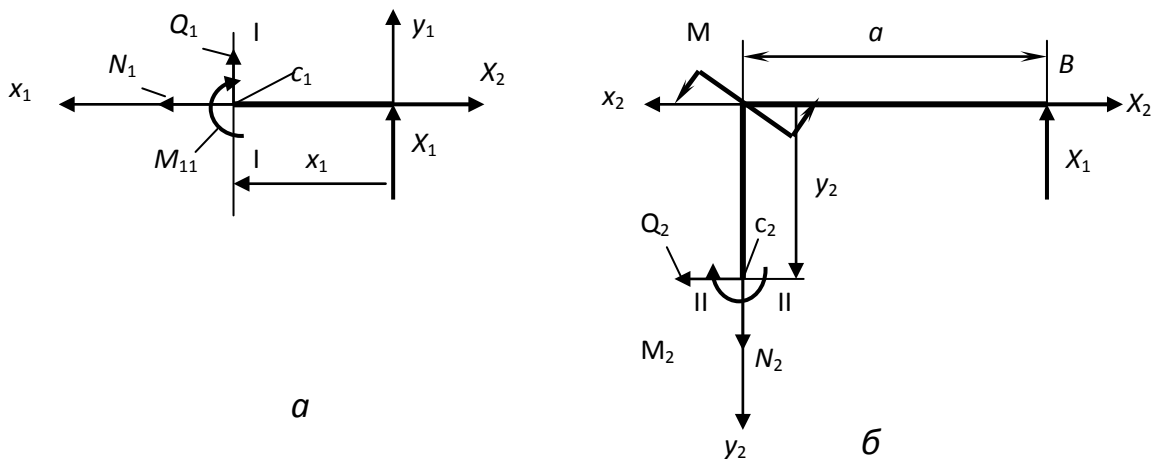 Q₁ I y₁
N₁ c₁ X₂
x₁
M₁₁ I x₁ X₁
а
M a B
x₂ X₂
X₁
y₂
Q₂ c₂
II II
M₂ N₂
y₂
б